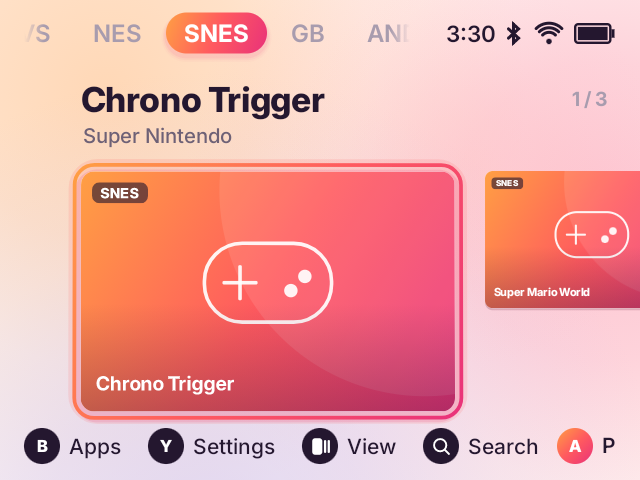 NES SNES GB 3:30
Chrono Trigger 1/3
Super Nintendo
SNES SNES
Super Mario World
Chrono Trigger
B Apps Y Settings View Search A P